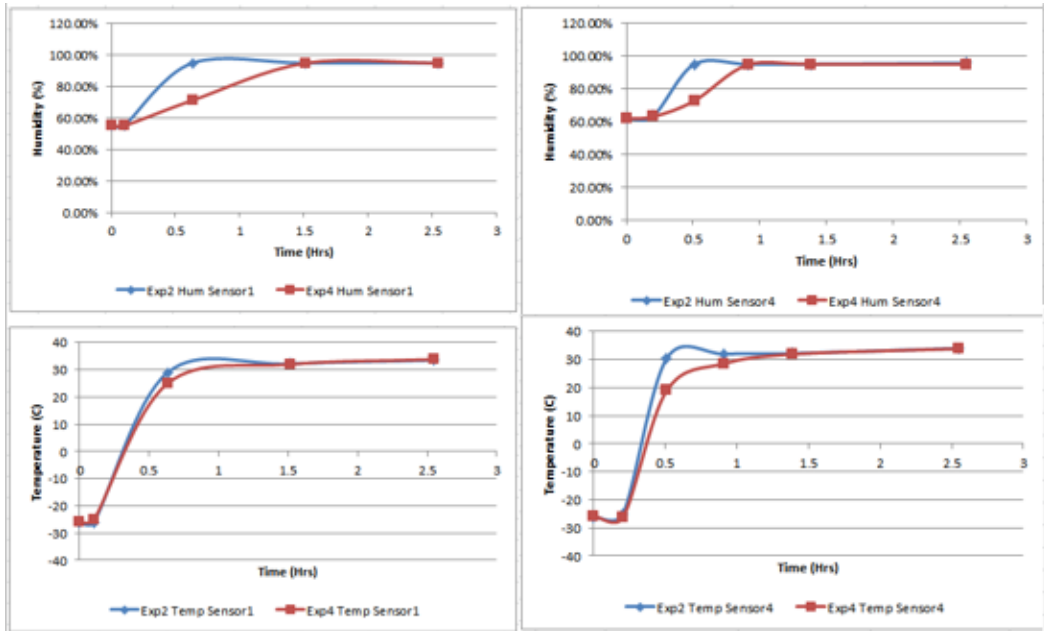 120.00%
100.00%
80.00%
60.00%
40.00%
20.00%
0.00%
Humidity (%)
0 0.5 1 1.5 2 2.5 3
Time (Hrs)
Exp2 Hum Sensor1 Exp4 Hum Sensor1
120.00%
100.00%
80.00%
60.00%
40.00%
20.00%
0.00%
Humidity (%)
0 0.5 1 1.5 2 2.5 3
Time (Hrs)
Exp2 Hum Sensor4 Exp4 Hum Sensor4
40
30
20
10
0
-10
-20
-30
-40
Temperature (C)
0 0.5 1 1.5 2 2.5 3
Time (Hrs)
Exp2 Temp Sensor1 Exp4 Temp Sensor1
40
30
20
10
0
-10
-20
-30
-40
Temperature (C)
0 0.5 1 1.5 2 2.5 3
Time (Hrs)
Exp2 Temp Sensor4 Exp4 Temp Sensor4